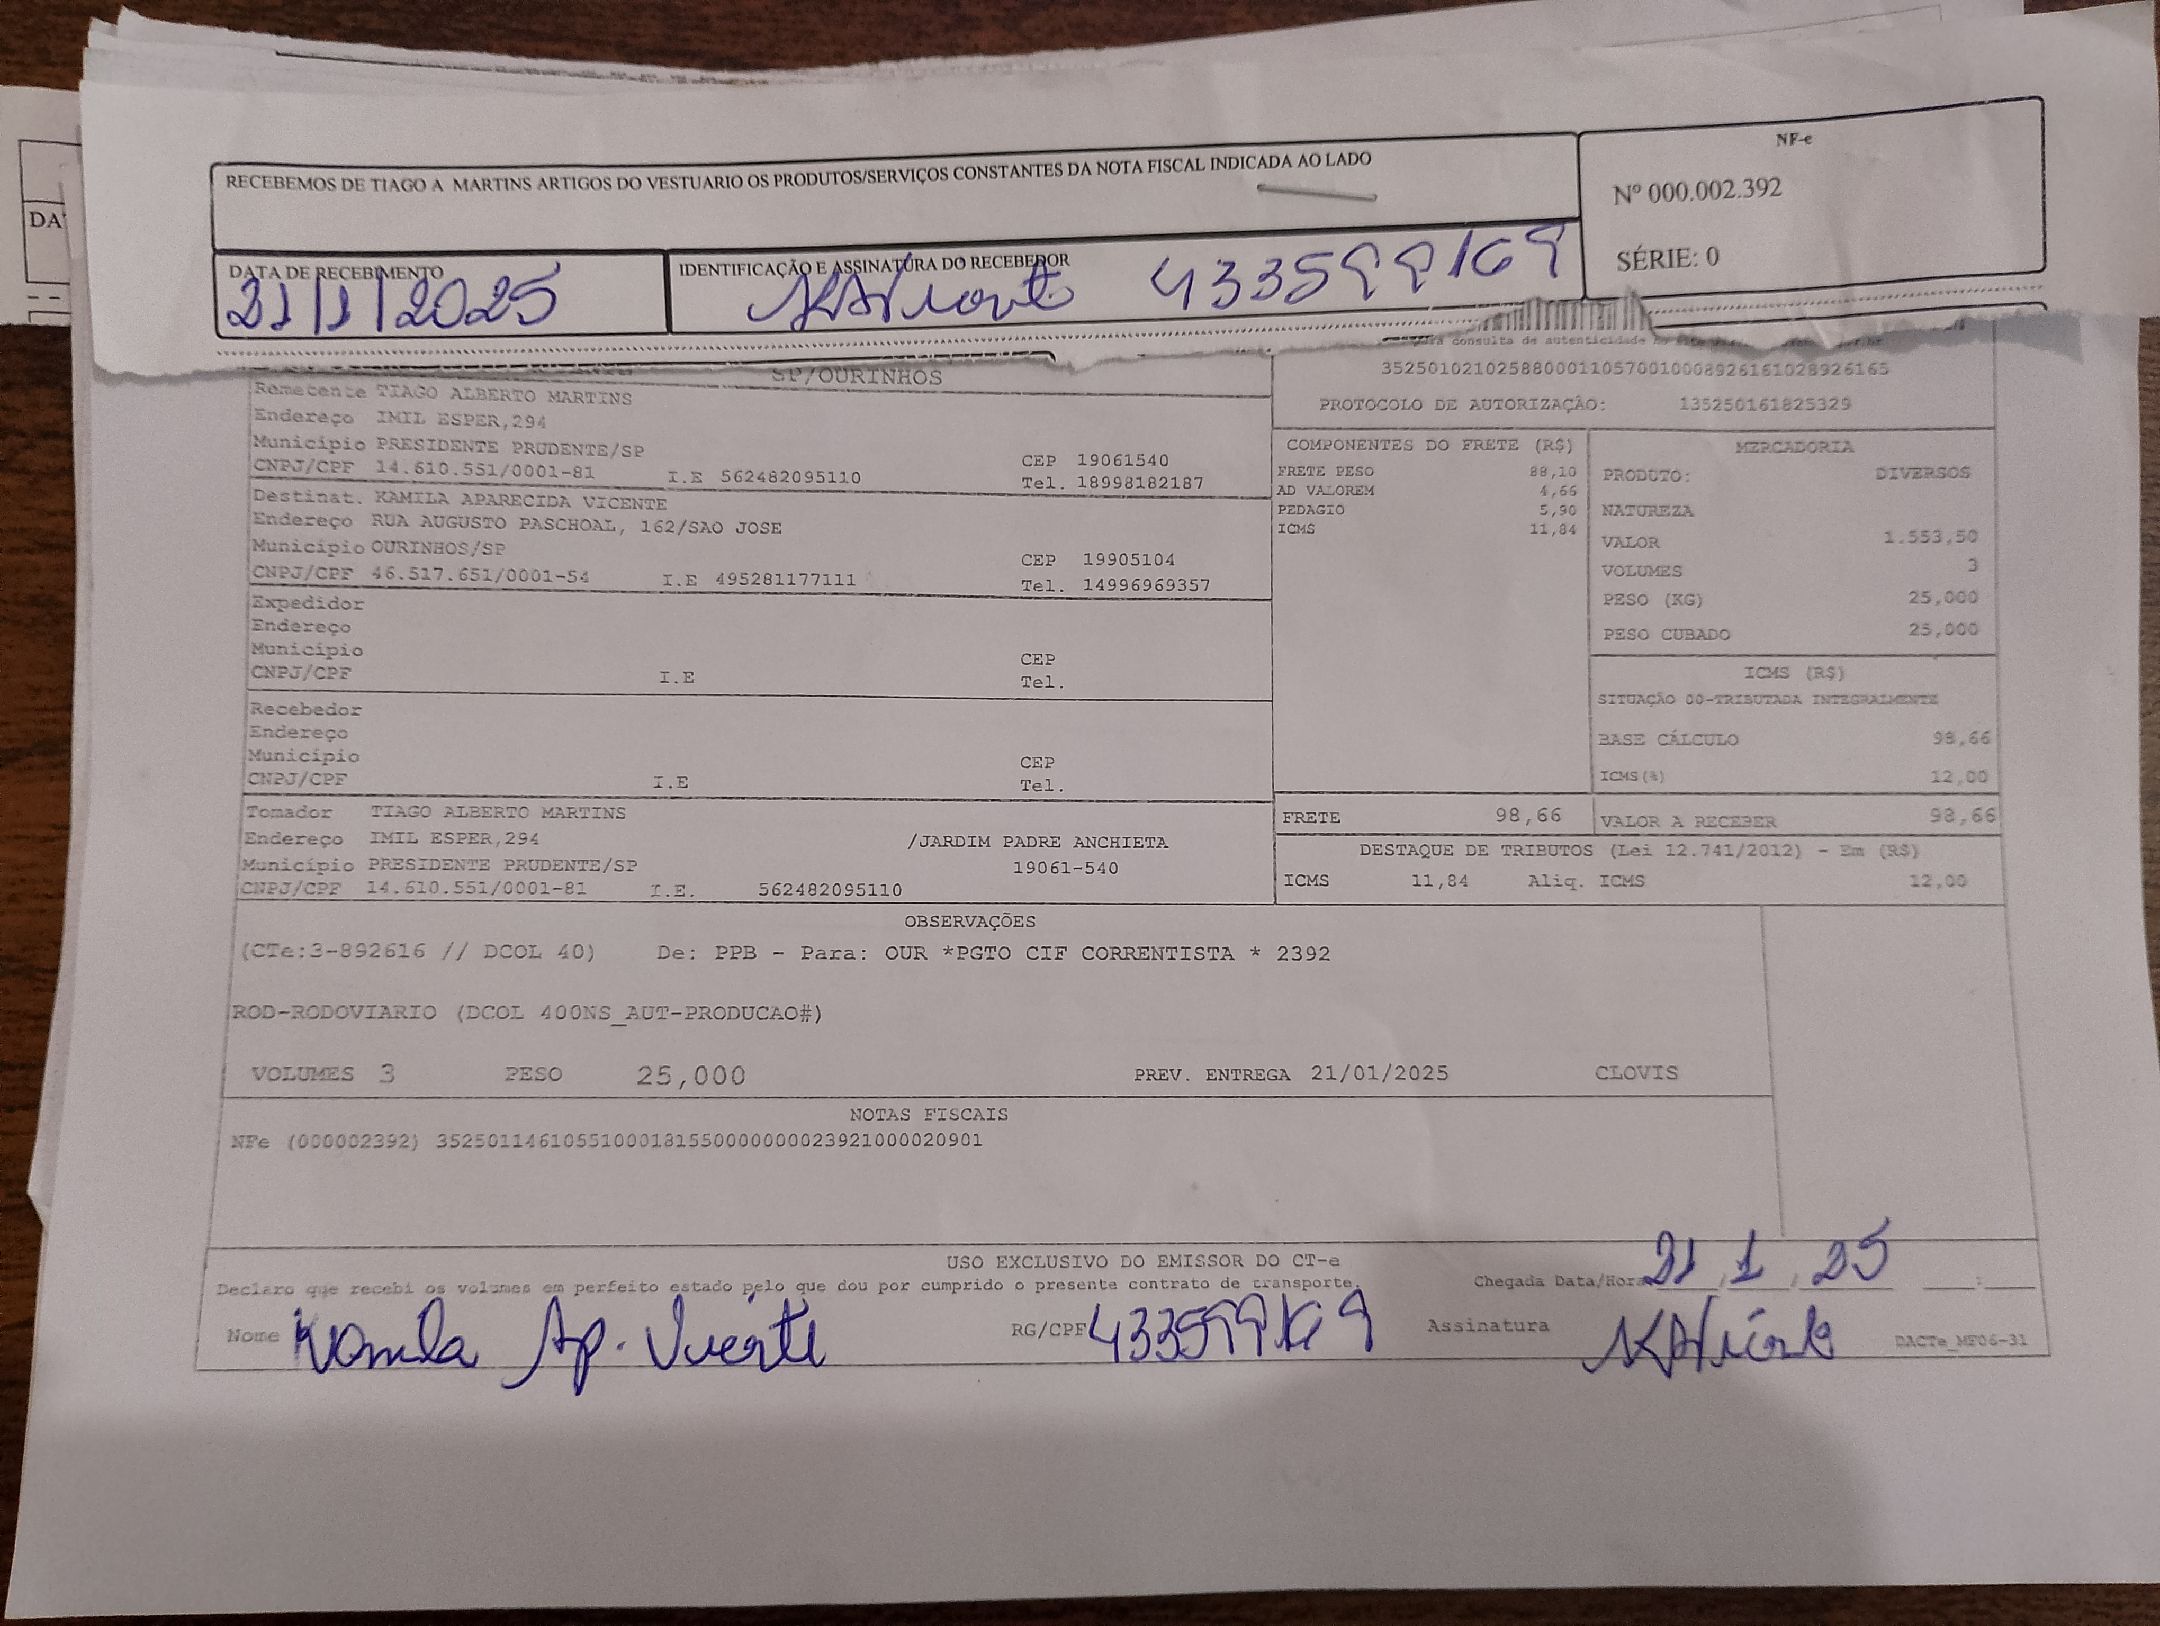 RECEBEMOS DE TIAGO A MARTINS ARTIGOS DO VESTUARIO OS PRODUTOS/SERVIÇOS CONSTANTES DA NOTA FISCAL INDICADA AO LADO
NF-e
Nº 000.002.392
SÉRIE: 0
DATA DE RECEBIMENTO
21/1/2025
IDENTIFICAÇÃO E ASSINATURA DO RECEBEDOR
433599169
DA
consulta de autenticidade
SP/OURINHOS
35250102102588000110570010008926161028926165
PROTOCOLO DE AUTORIZAÇÃO: 135250161825329
Remetente TIAGO ALBERTO MARTINS
Endereço IMIL ESPER,294
Município PRESIDENTE PRUDENTE/SP
CEP 19061540
CNPJ/CPF 14.610.551/0001-81 I.E 562482095110 Tel. 18998182187
Destinat. KAMILA APARECIDA VICENTE
Endereço RUA AUGUSTO PASCHOAL, 162/SAO JOSE
Município OURINHOS/SP
CEP 19905104
CNPJ/CPF 46.517.651/0001-54 I.E 495281177111 Tel. 14996969357
Expedidor
Endereço
Município
CEP
CNPJ/CPF I.E Tel.
Recebedor
Endereço
Município
CEP
CNPJ/CPF I.E Tel.
Tomador TIAGO ALBERTO MARTINS
Endereço IMIL ESPER,294 /JARDIM PADRE ANCHIETA
Município PRESIDENTE PRUDENTE/SP 19061-540
CNPJ/CPF 14.610.551/0001-81 I.E. 562482095110
COMPONENTES DO FRETE (R$)
FRETE PESO 88,10
AD VALOREM 4,66
PEDAGIO 5,90
ICMS 11,84
MERCADORIA
PRODUTO: DIVERSOS
NATUREZA
VALOR 1.553,50
VOLUMES 3
PESO (KG) 25,000
PESO CUBADO 25,000
ICMS (R$)
SITUAÇÃO 00-TRIBUTADA INTEGRALMENTE
BASE CÁLCULO 98,66
ICMS(%) 12,00
FRETE 98,66
VALOR A RECEBER 98,66
DESTAQUE DE TRIBUTOS (Lei 12.741/2012) - Em (R$)
ICMS 11,84 Aliq. ICMS 12,00
OBSERVAÇÕES
(CTe:3-892616 // DCOL 40) De: PPB - Para: OUR *PGTO CIF CORRENTISTA * 2392
ROD-RODOVIARIO (DCOL 400NS_AUT-PRODUCAO#)
VOLUMES 3 PESO 25,000 PREV. ENTREGA 21/01/2025 CLOVIS
NOTAS FISCAIS
NFe (000002392) 35250114610551000181550000000023921000020901
USO EXCLUSIVO DO EMISSOR DO CT-e
Declaro que recebi os volumes em perfeito estado pelo que dou por cumprido o presente contrato de transporte.
Chegada Data/Hora 21/1/25 __:__
Nome Kamila Ap. Vicente RG/CPF 433599169 Assinatura
DACTe_MF06-31